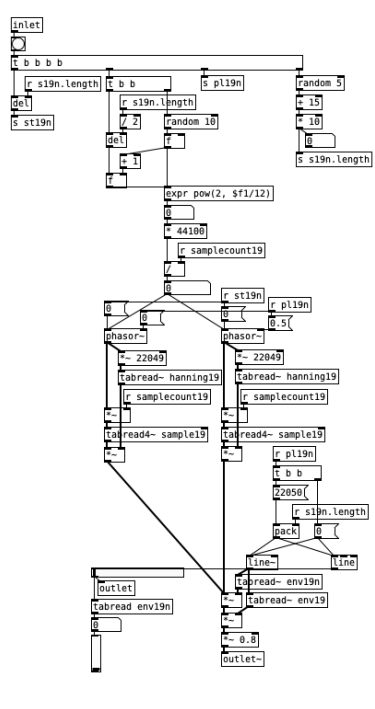 inlet
t b b b b
r s19n.length
t b b
s pl19n
random 5
del
r s19n.length
+ 15
s st19n
/ 2
random 10
* 10
del
f
0
+ 1
s s19n.length
f
expr pow(2, $f1/12)
0
* 44100
r samplecount19
/
0
r st19n
0
0
r pl19n
0
0.5
phasor~
phasor~
*~ 22049
*~ 22049
tabread~ hanning19
tabread~ hanning19
r samplecount19
r samplecount19
*~
*~
tabread4~ sample19
tabread4~ sample19
*~
*~
r pl19n
t b b
22050
r s19n.length
pack
0
line~
line
outlet
tabread~ env19n
tabread env19n
*~
tabread~ env19
0
*~
*~ 0.8
outlet~